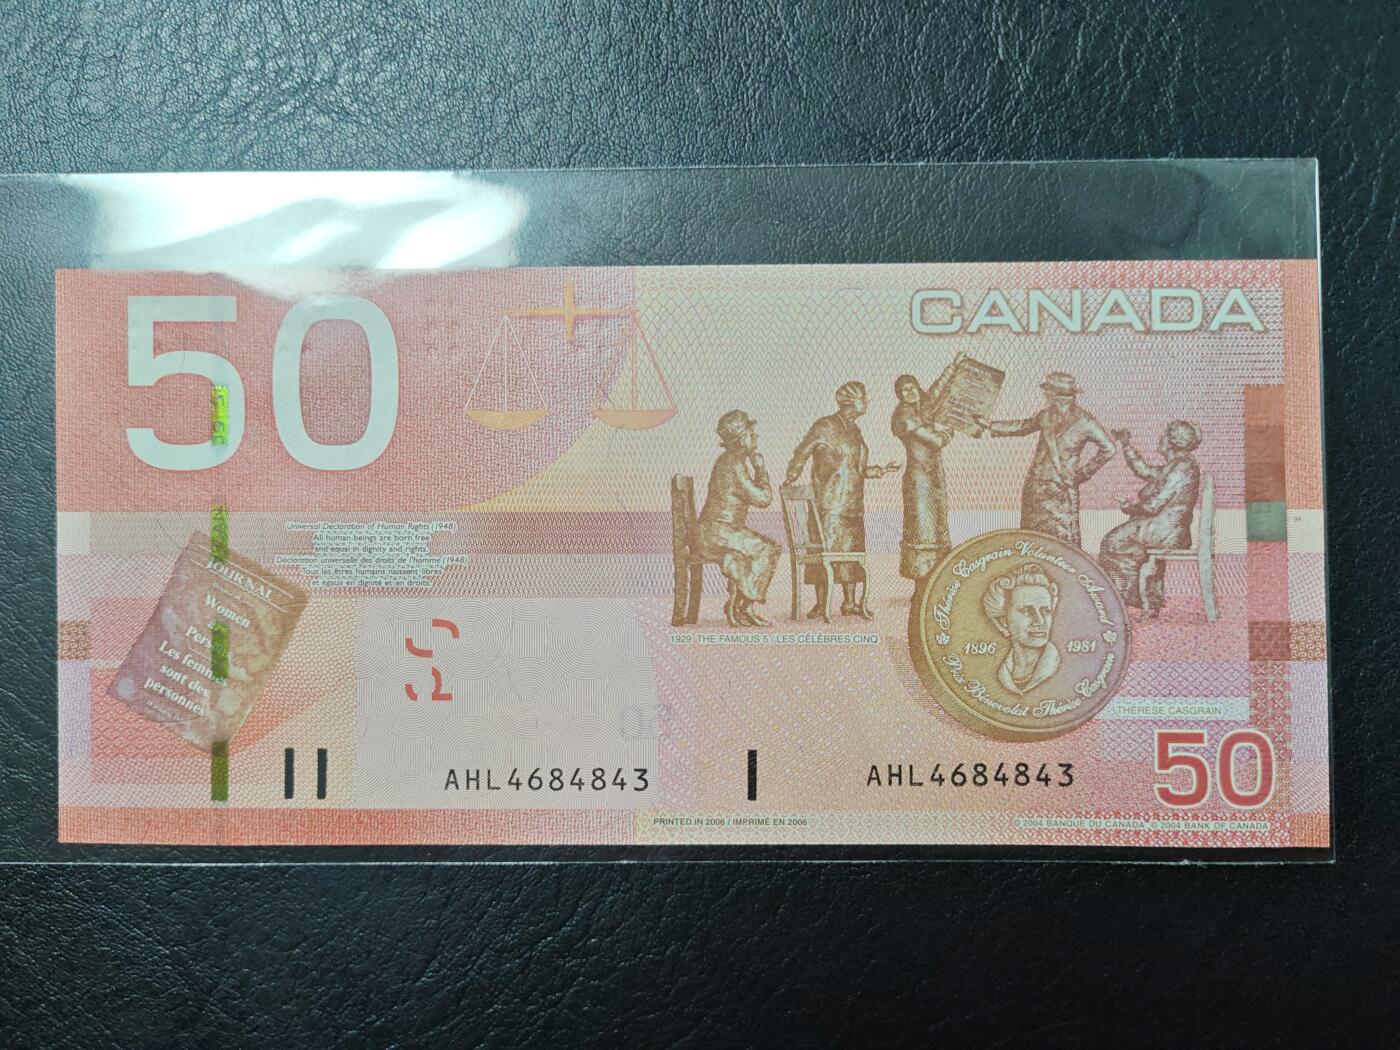 50
CANADA
Universal Declaration of Human Rights (1948)
All human beings are born free
and equal in dignity and rights.
Déclaration universelle des droits de l'homme (1948)
Tous les êtres humains naissent libres
et égaux en dignité et en droits.
JOURNAL
Women
are
Persons
Les femmes
sont des
personnes
1929 THE FAMOUS 5 / LES CÉLÈBRES CINQ
Thérèse Casgrain Volunteer Award
1896 1981
Prix Bénévolat Thérèse Casgrain
THÉRÈSE CASGRAIN
AHL4684843
AHL4684843
50
PRINTED IN 2006 / IMPRIMÉ EN 2006
© 2004 BANQUE DU CANADA © 2004 BANK OF CANADA